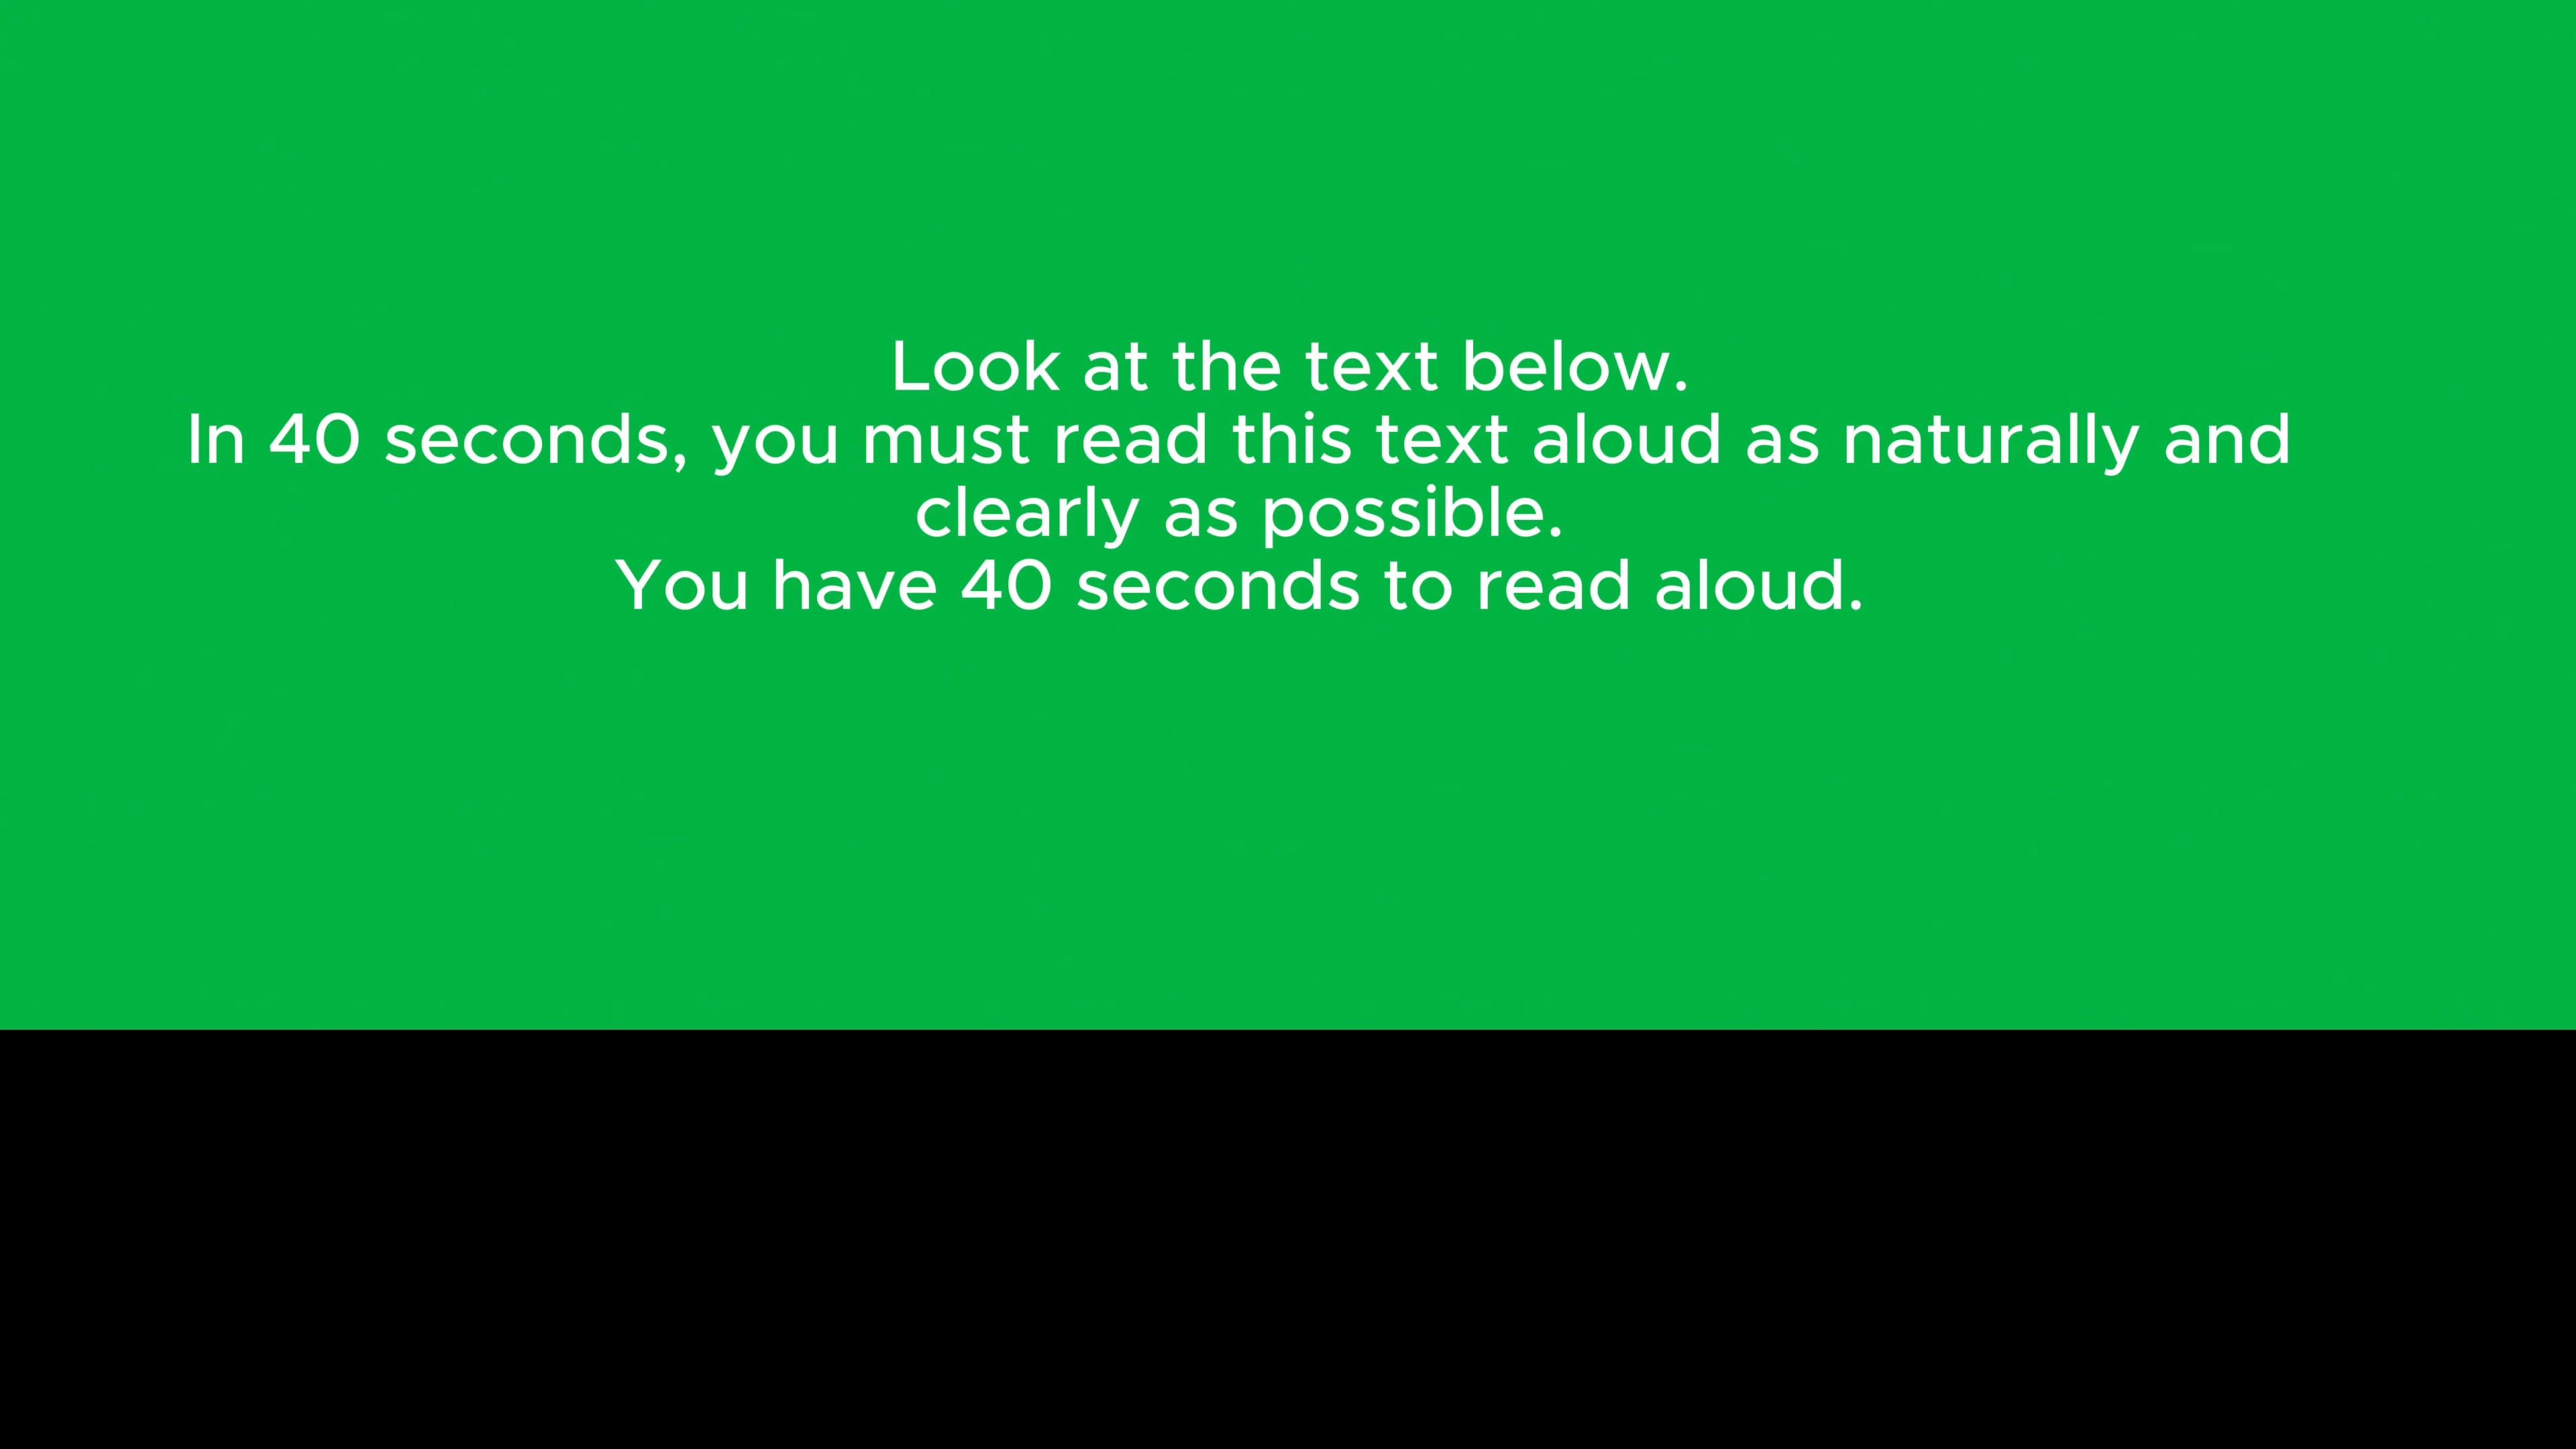 Look at the text below.
In 40 seconds, you must read this text aloud as naturally and
clearly as possible.
You have 40 seconds to read aloud.